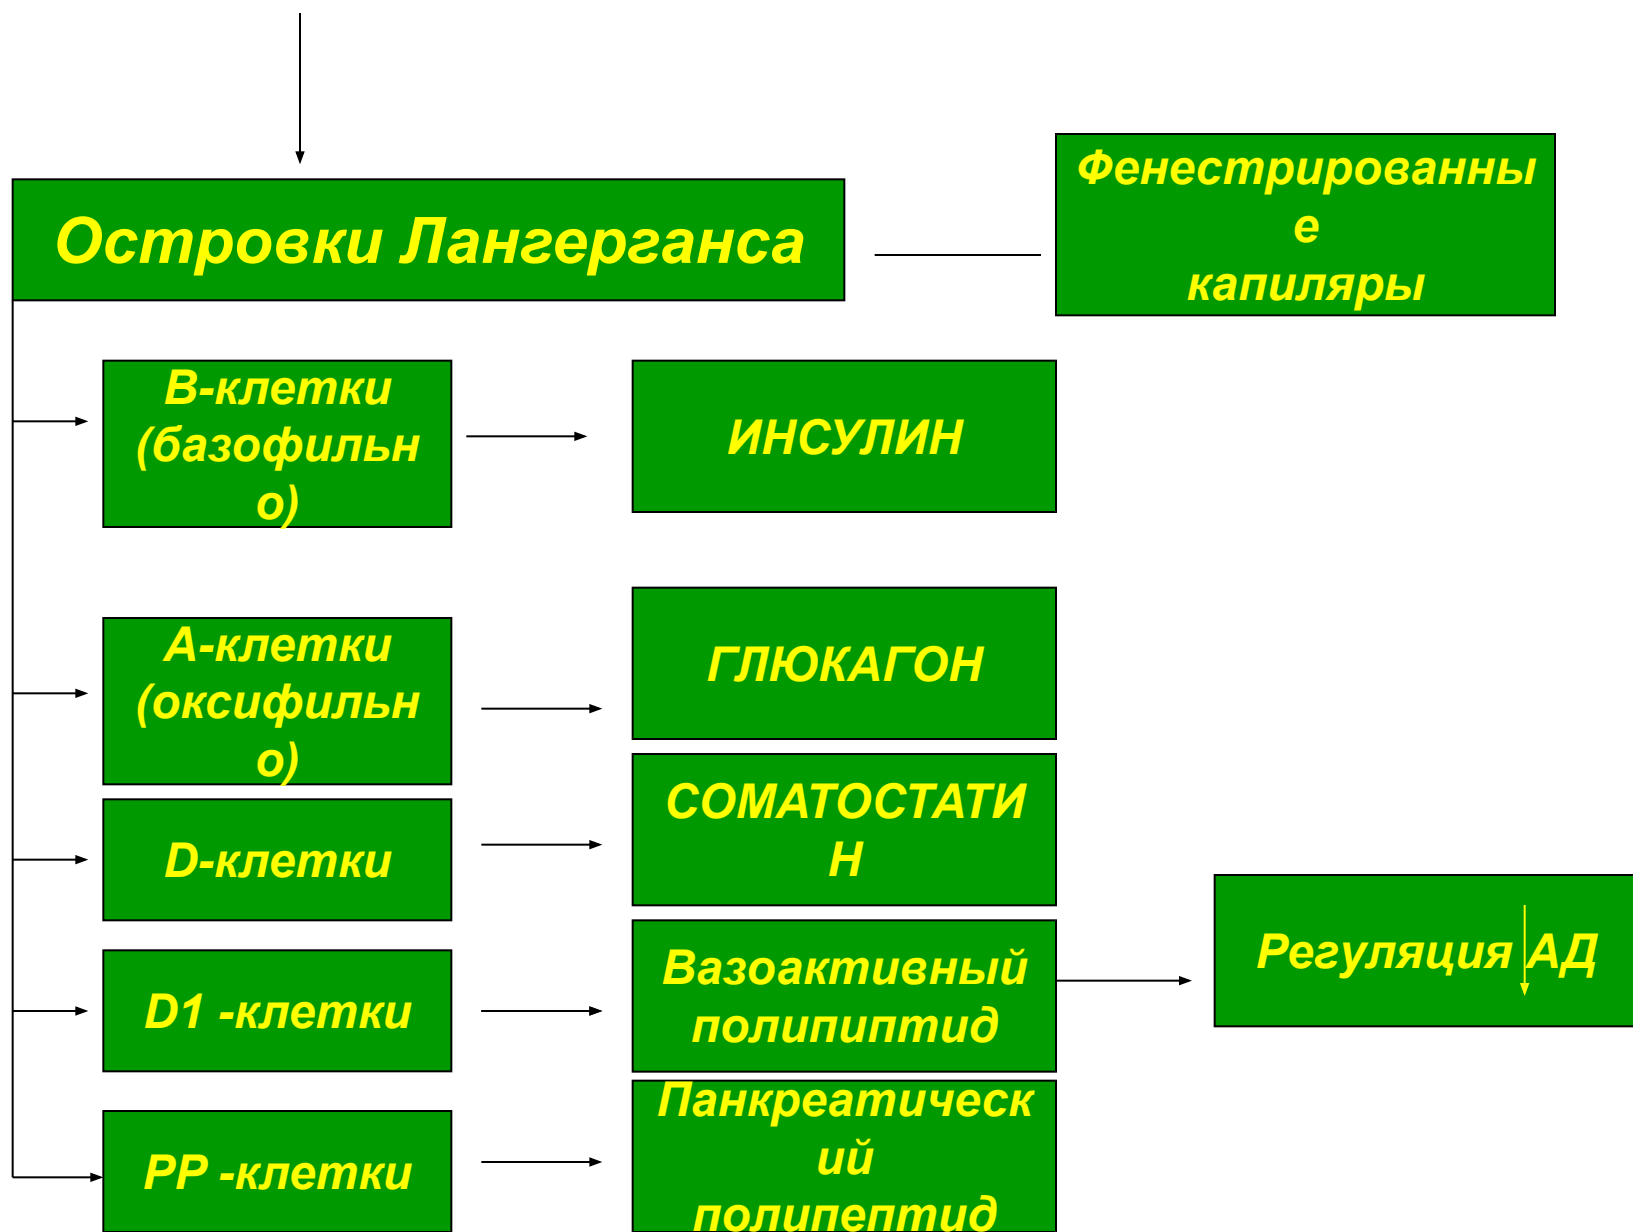 Фенестрированны
е
капиляры
Островки Лангерганса
В-клетки
(базофильн
о)
ИНСУЛИН
А-клетки
(оксифильн
о)
ГЛЮКАГОН
D-клетки
СОМАТОСТАТИ
Н
D1 -клетки
Вазоактивный
полипиптид
Регуляция АД
РР -клетки
Панкреатическ
ий
полипептид